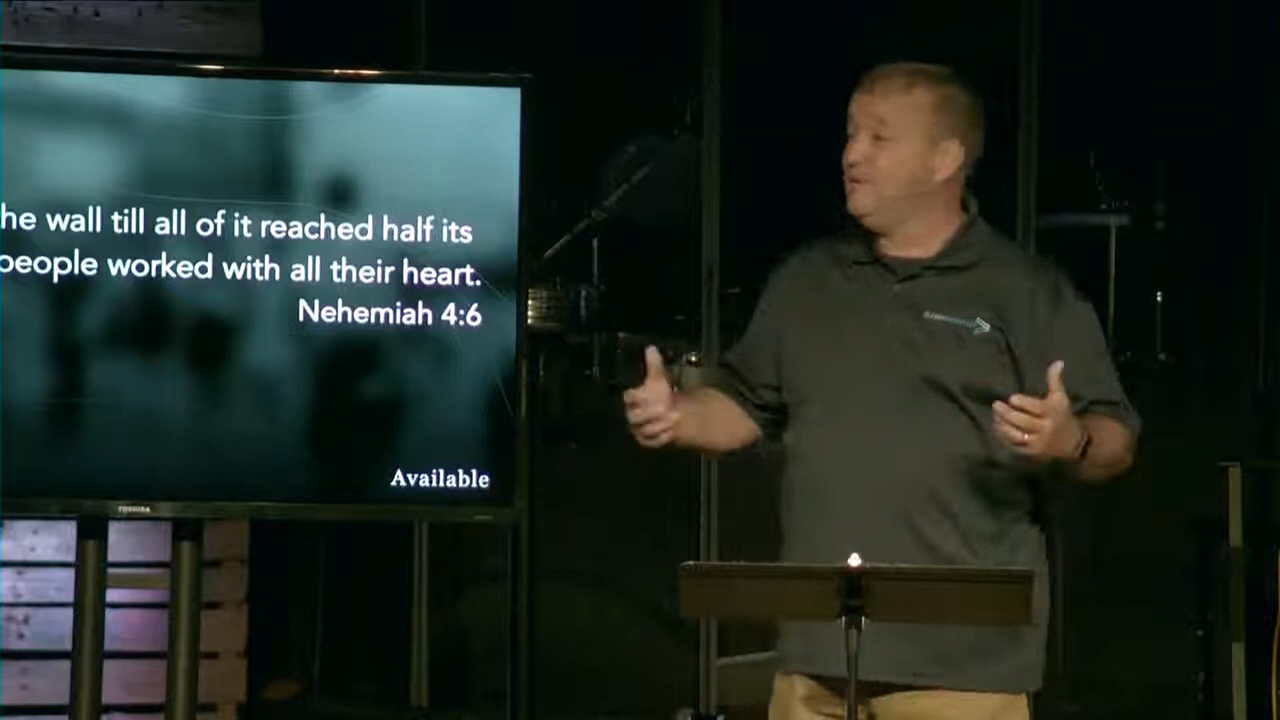 he wall till all of it reached half its
people worked with all their heart.
Nehemiah 4:6
Available
TOSHIBA